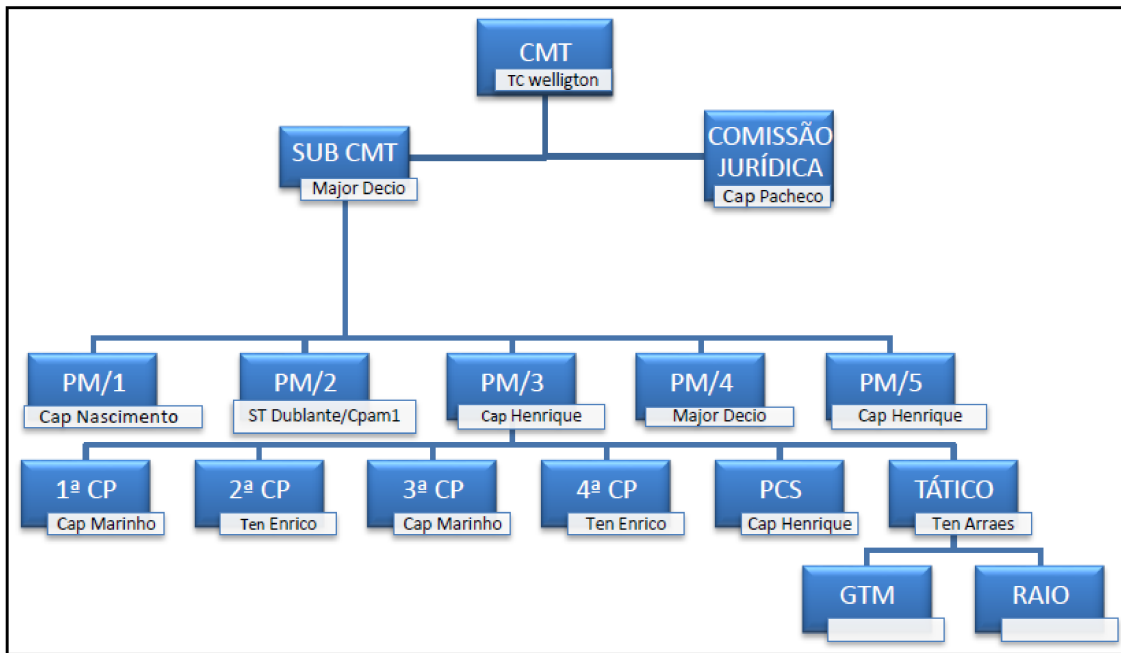 CMT
TC welligton
SUB CMT
Major Decio
COMISSÃO
JURÍDICA
Cap Pacheco
PM/1
Cap Nascimento
PM/2
ST Dublante/Cpam1
PM/3
Cap Henrique
PM/4
Major Decio
PM/5
Cap Henrique
1ª CP
Cap Marinho
2ª CP
Ten Enrico
3ª CP
Cap Marinho
4ª CP
Ten Enrico
PCS
Cap Henrique
TÁTICO
Ten Arraes
GTM
RAIO